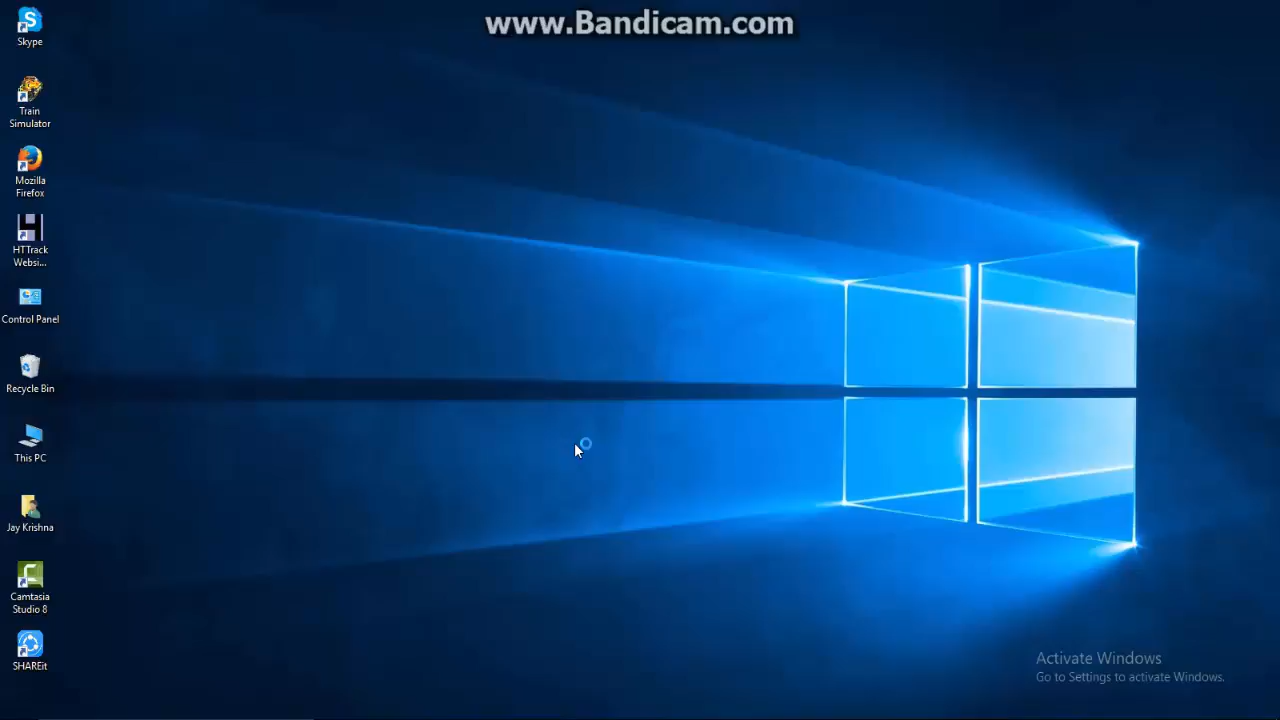 www.Bandicam.com
Skype
Train
Simulator
Mozilla
Firefox
HTTrack
Websi...
Control Panel
Recycle Bin
This PC
Jay Krishna
Camtasia
Studio 8
SHAREit
Activate Windows
Go to Settings to activate Windows.